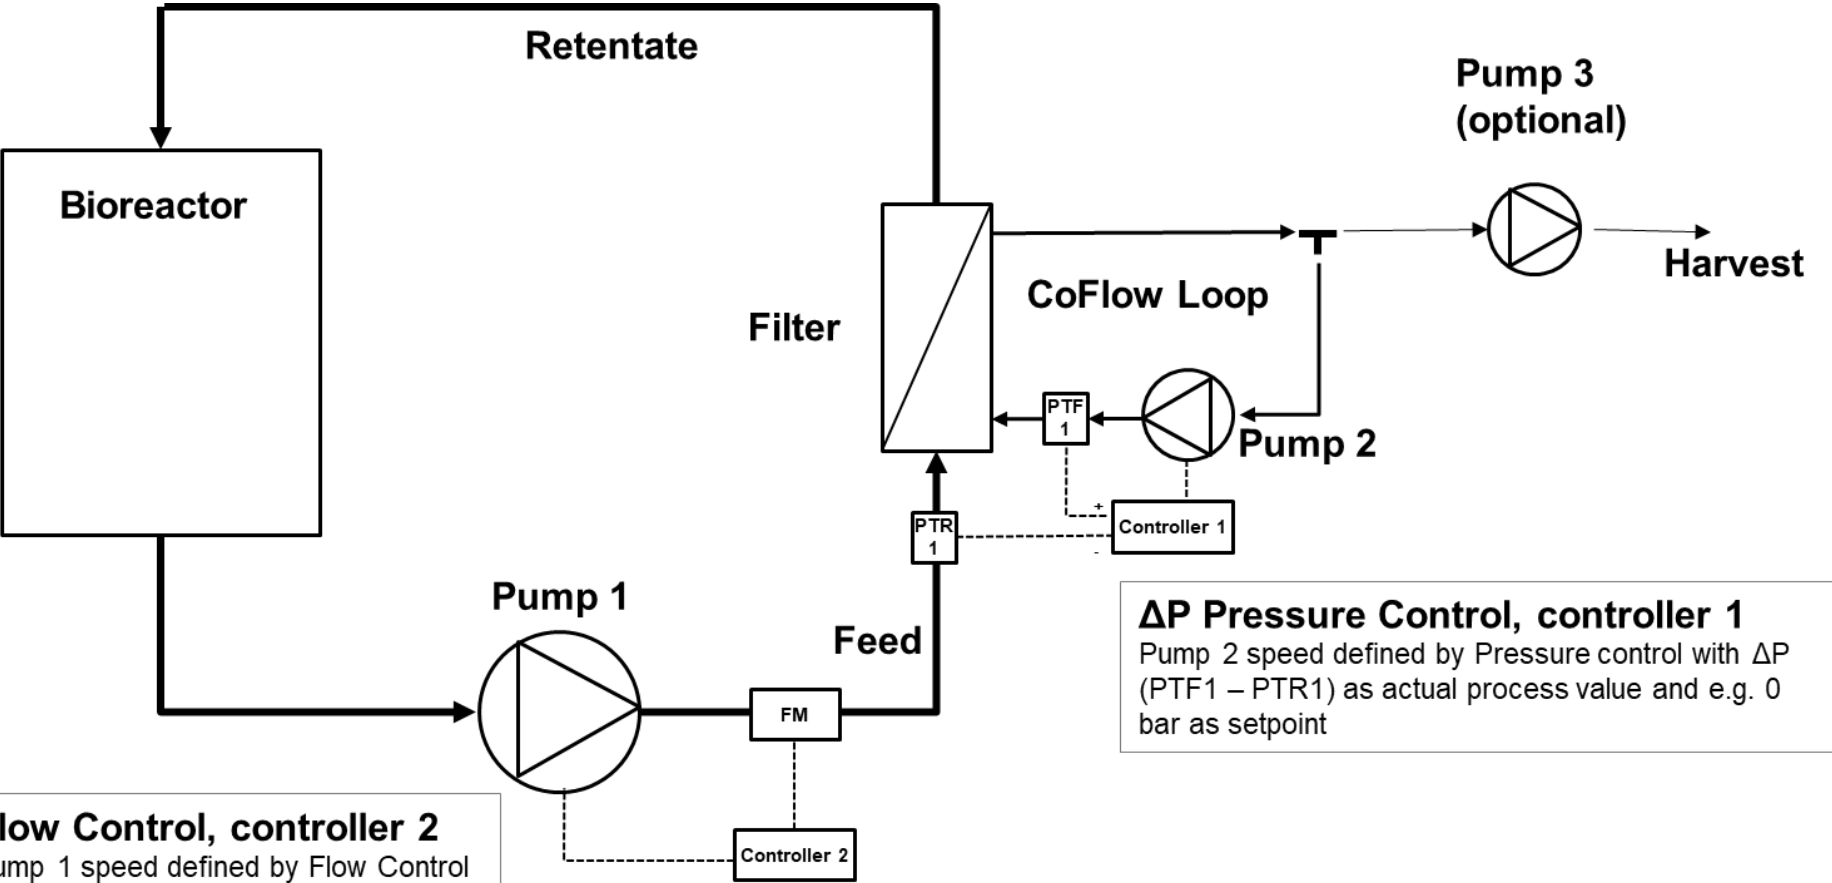 Retentate
Pump 3
(optional)
Bioreactor
Harvest
CoFlow Loop
Filter
PTF
1
Pump 2
+
Controller 1
PTR
1
-
Pump 1
ΔP Pressure Control, controller 1
Pump 2 speed defined by Pressure control with ΔP
(PTF1 – PTR1) as actual process value and e.g. 0
bar as setpoint
Feed
FM
low Control, controller 2
ump 1 speed defined by Flow Control
Controller 2